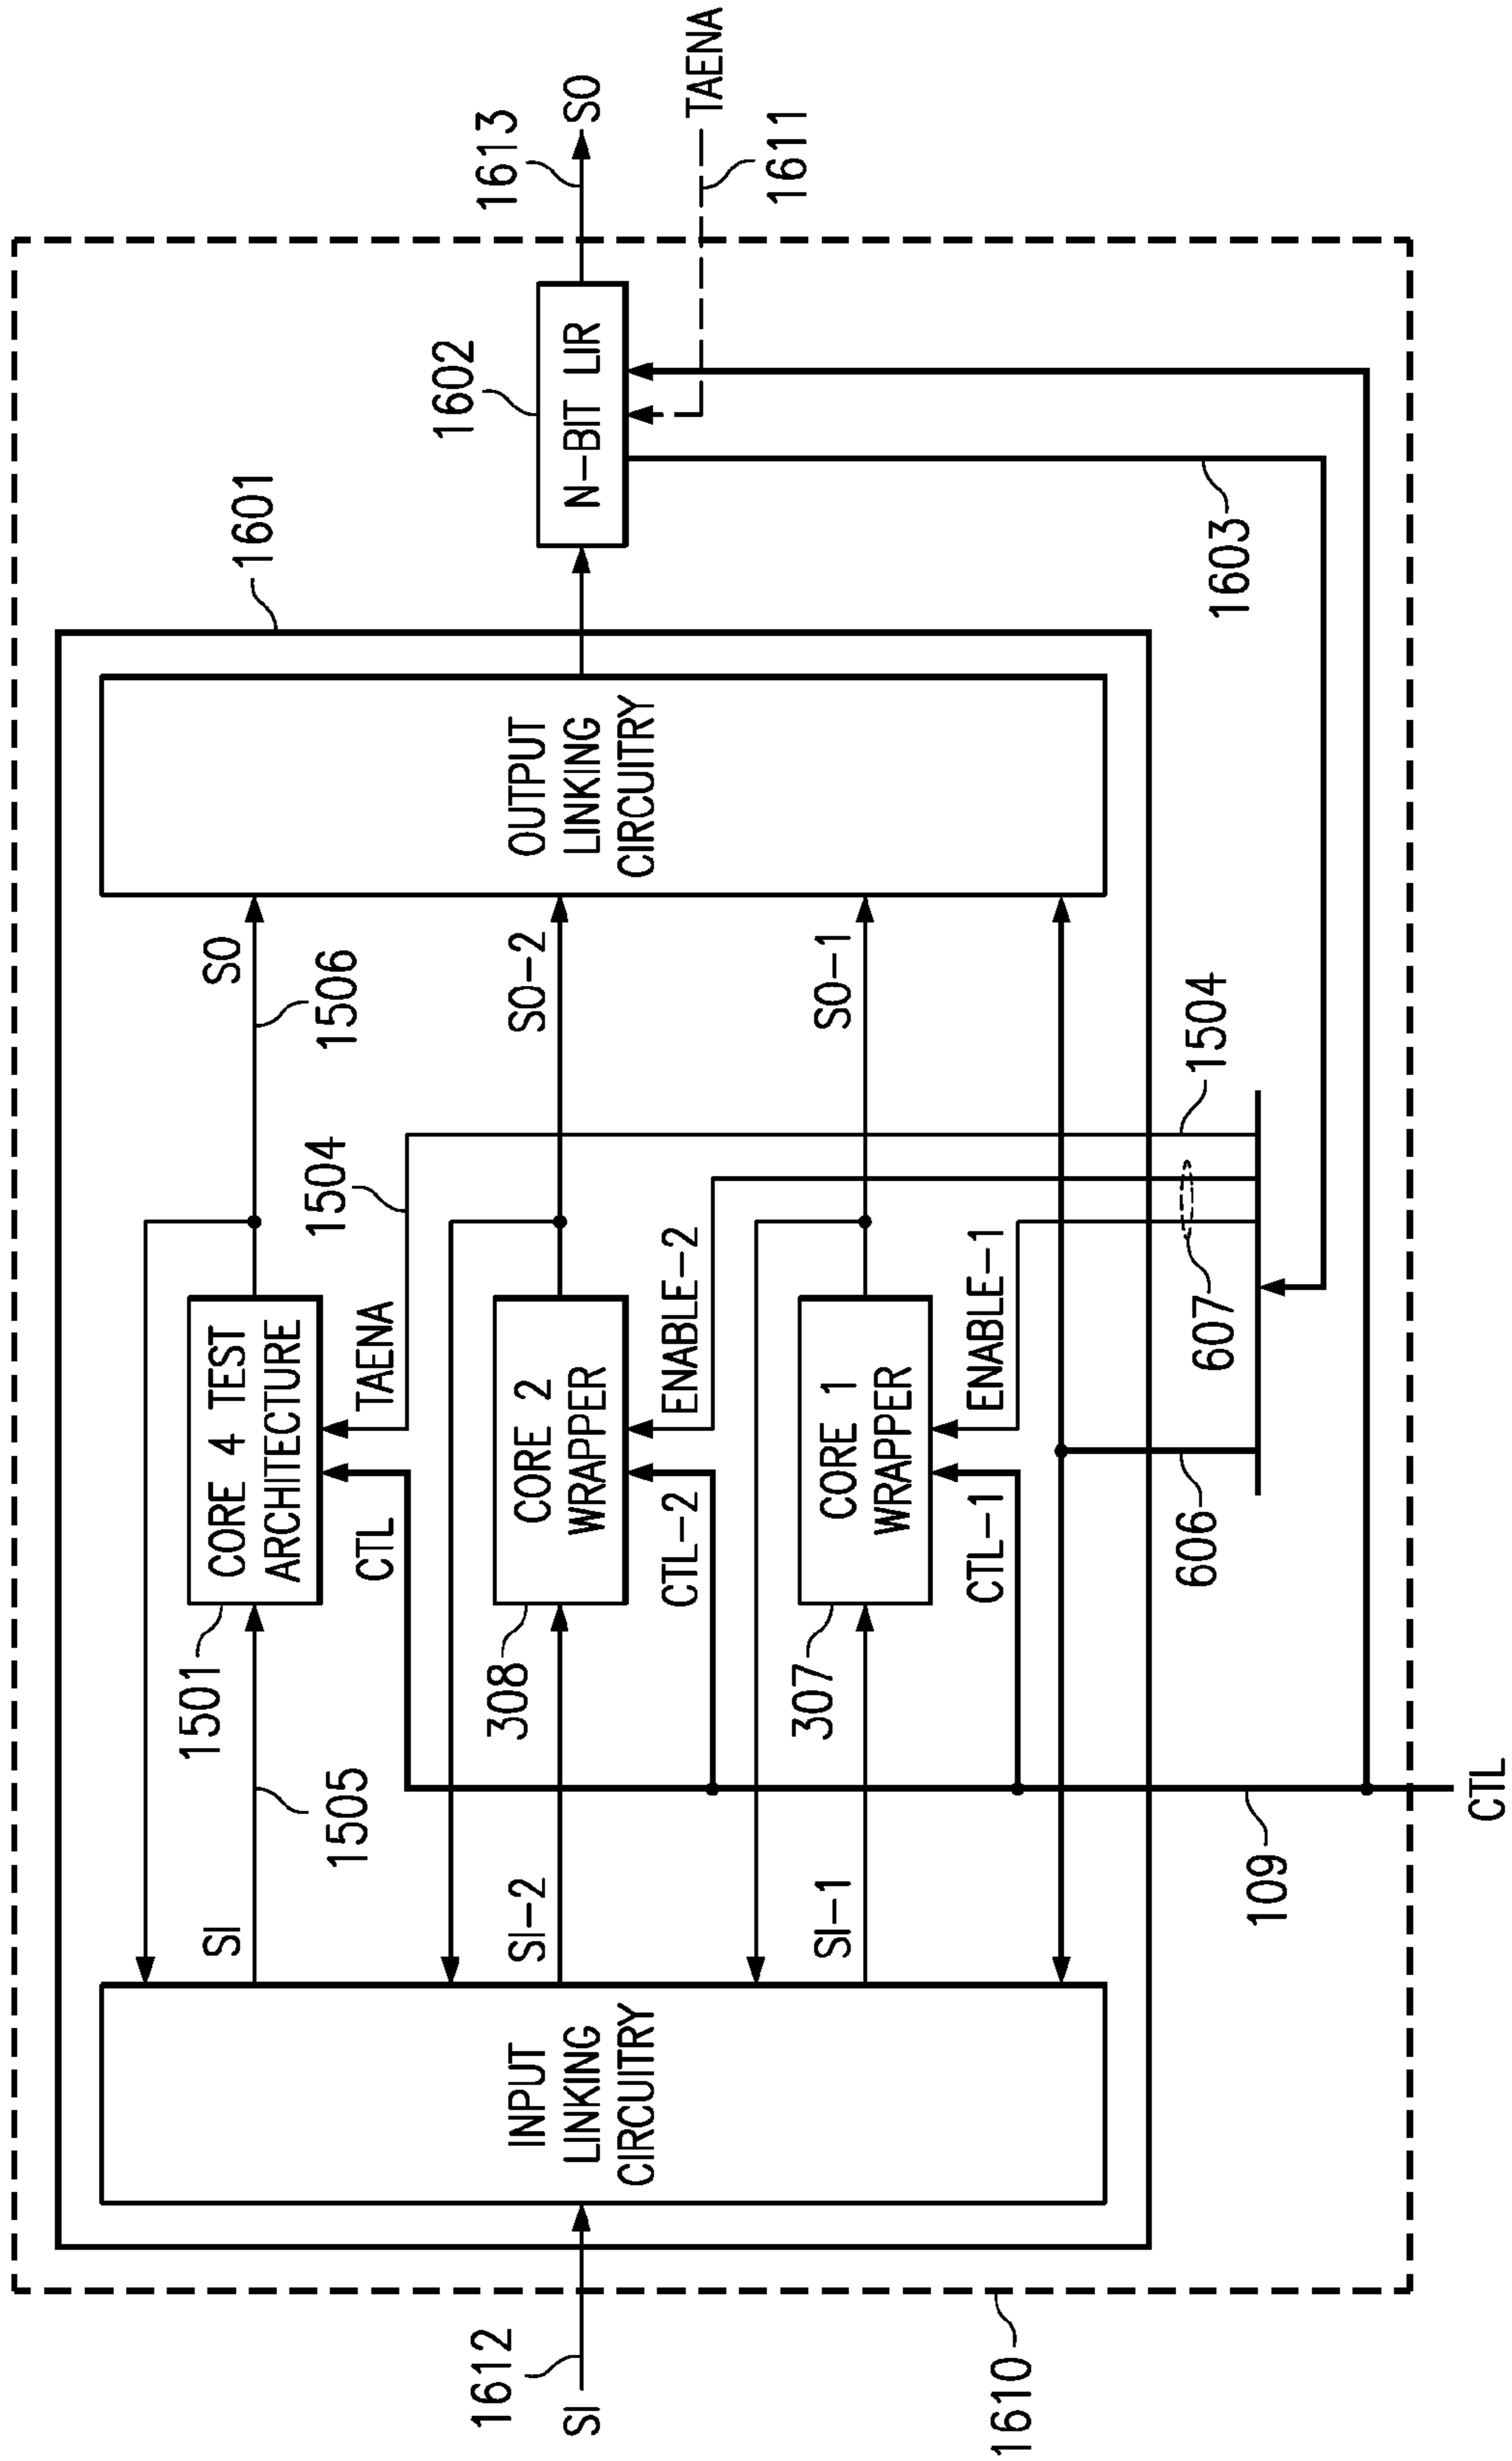 1610
1612
SI
INPUT
LINKING
CIRCUITRY
SI
1505
1501
SI-2
308
SI-1
307
109
CTL
CORE 4 TEST
ARCHITECTURE
CTL
TAENA
CORE 2
WRAPPER
CTL-2
ENABLE-2
CORE 1
WRAPPER
CTL-1
ENABLE-1
606
607
1504
1504
SO
1506
SO-2
SO-1
OUTPUT
LINKING
CIRCUITRY
1601
1603
1602
N-BIT LIR
1613
SO
1611
TAENA